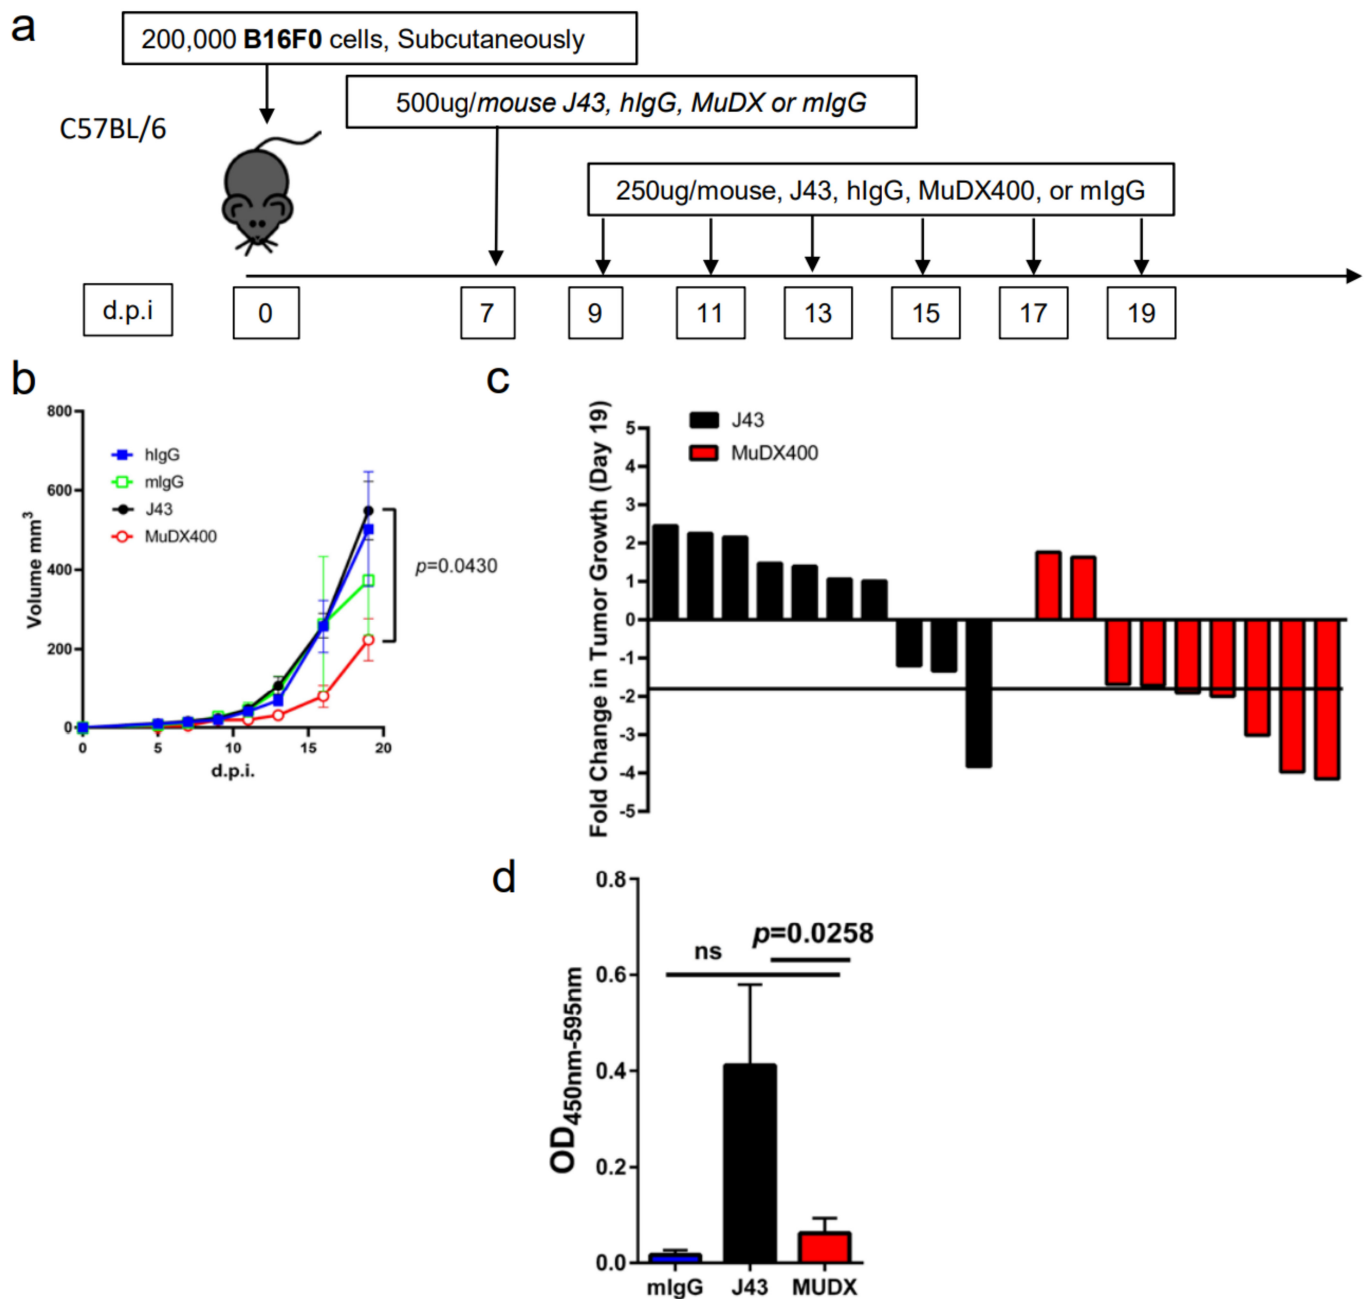 a
200,000 B16F0 cells, Subcutaneously
500ug/mouse J43, hIgG, MuDX or mIgG
C57BL/6
250ug/mouse, J43, hIgG, MuDX400, or mIgG
d.p.i 0 7 9 11 13 15 17 19
b
800
600
400
200
0
Volume mm3
hIgG
mIgG
J43
MuDX400
p=0.0430
0 5 10 15 20
d.p.i.
c
Fold Change in Tumor Growth (Day 19)
5
4
3
2
1
0
-1
-2
-3
-4
-5
J43
MuDX400
d
OD450nm-595nm
0.8
0.6
0.4
0.2
0.0
ns
p=0.0258
mIgG J43 MUDX